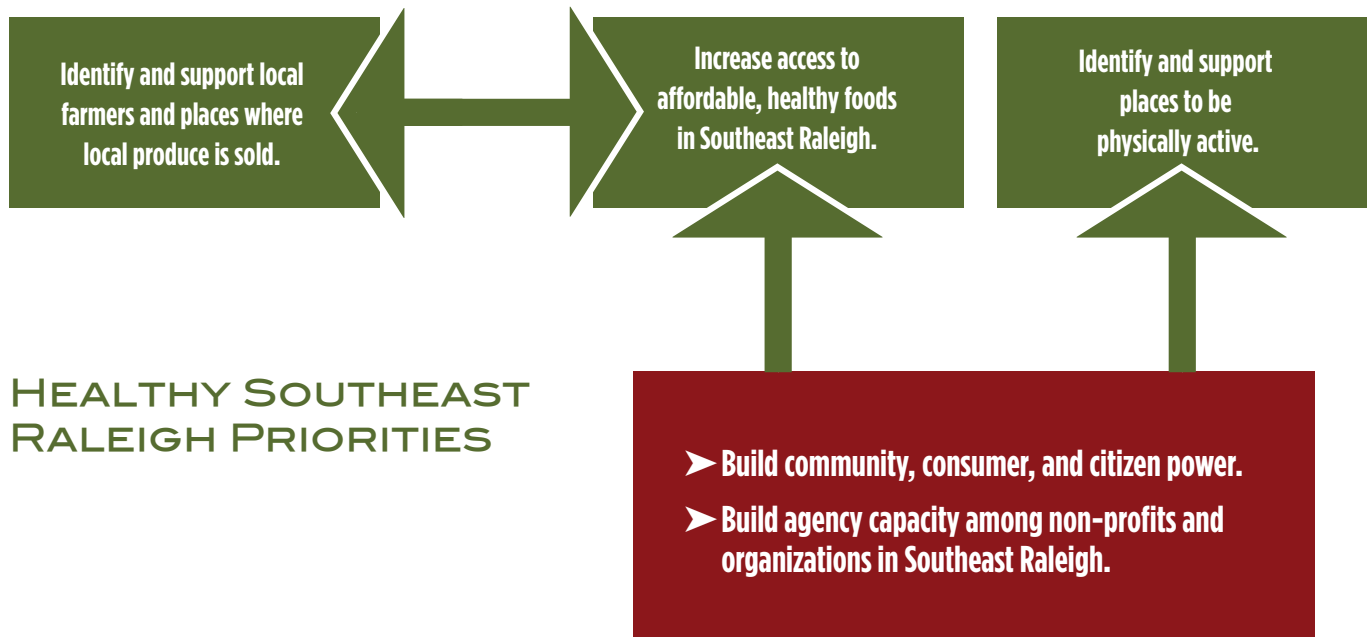 Identify and support local
farmers and places where
local produce is sold.
Increase access to
affordable, healthy foods
in Southeast Raleigh.
Identify and support
places to be
physically active.
Healthy Southeast
Raleigh Priorities
➤ Build community, consumer, and citizen power.
➤ Build agency capacity among non-profits and
organizations in Southeast Raleigh.